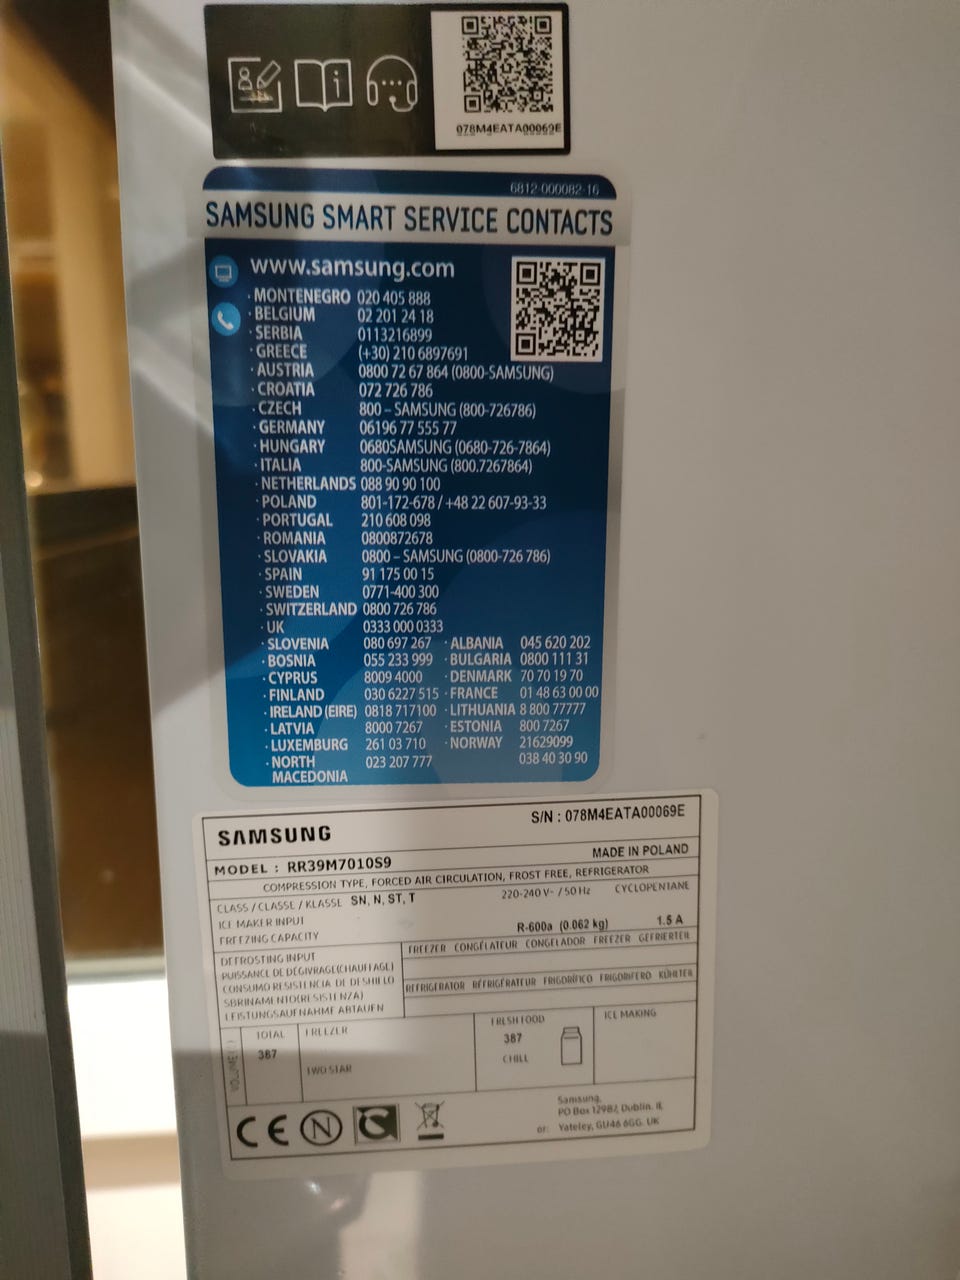 078M4EATA00069E
6812-000082-16
SAMSUNG SMART SERVICE CONTACTS
www.samsung.com
· MONTENEGRO 020 405 888
· BELGIUM 02 201 24 18
· SERBIA 0113216899
· GREECE (+30) 210 6897691
· AUSTRIA 0800 72 67 864 (0800-SAMSUNG)
· CROATIA 072 726 786
· CZECH 800 – SAMSUNG (800-726786)
· GERMANY 06196 77 555 77
· HUNGARY 0680SAMSUNG (0680-726-7864)
· ITALIA 800-SAMSUNG (800.7267864)
· NETHERLANDS 088 90 90 100
· POLAND 801-172-678 / +48 22 607-93-33
· PORTUGAL 210 608 098
· ROMANIA 0800872678
· SLOVAKIA 0800 – SAMSUNG (0800-726 786)
· SPAIN 91 175 00 15
· SWEDEN 0771-400 300
· SWITZERLAND 0800 726 786
· UK 0333 000 0333
· SLOVENIA 080 697 267 · ALBANIA 045 620 202
· BOSNIA 055 233 999 · BULGARIA 0800 111 31
· CYPRUS 8009 4000 · DENMARK 70 70 19 70
· FINLAND 030 6227 515 · FRANCE 01 48 63 00 00
· IRELAND (EIRE) 0818 717100 · LITHUANIA 8 800 77777
· LATVIA 8000 7267 · ESTONIA 800 7267
· LUXEMBURG 261 03 710 · NORWAY 21629099
· NORTH MACEDONIA 023 207 777 038 40 30 90
SAMSUNG S/N : 078M4EATA00069E
MODEL : RR39M7010S9 MADE IN POLAND
COMPRESSION TYPE, FORCED AIR CIRCULATION, FROST FREE, REFRIGERATOR
CLASS / CLASSE / KLASSE SN, N, ST, T 220-240 V~ / 50 Hz CYCLOPENTANE
ICE MAKER INPUT
FREEZING CAPACITY R-600a (0.062 kg) 1.5 A
DEFROSTING INPUT
PUISSANCE DE DÉGIVRAGE(CHAUFFAGE)
CONSUMO RESISTENCIA DE DESHIELO
SBRINAMENTO(RESISTENZA)
LEISTUNGSAUFNAHME ABTAUEN
FREEZER CONGÉLATEUR CONGELADOR FREEZER GEFRIERTEIL
REFRIGERATOR RÉFRIGÉRATEUR FRIGORÍFICO FRIGORIFERO KÜHLTEIL
TOTAL FREEZER FRESH FOOD ICE MAKING
387 387
TWO STAR CHILL
CE N
Samsung,
PO Box 12987, Dublin. IE
or: Yateley, GU46 6GG. UK